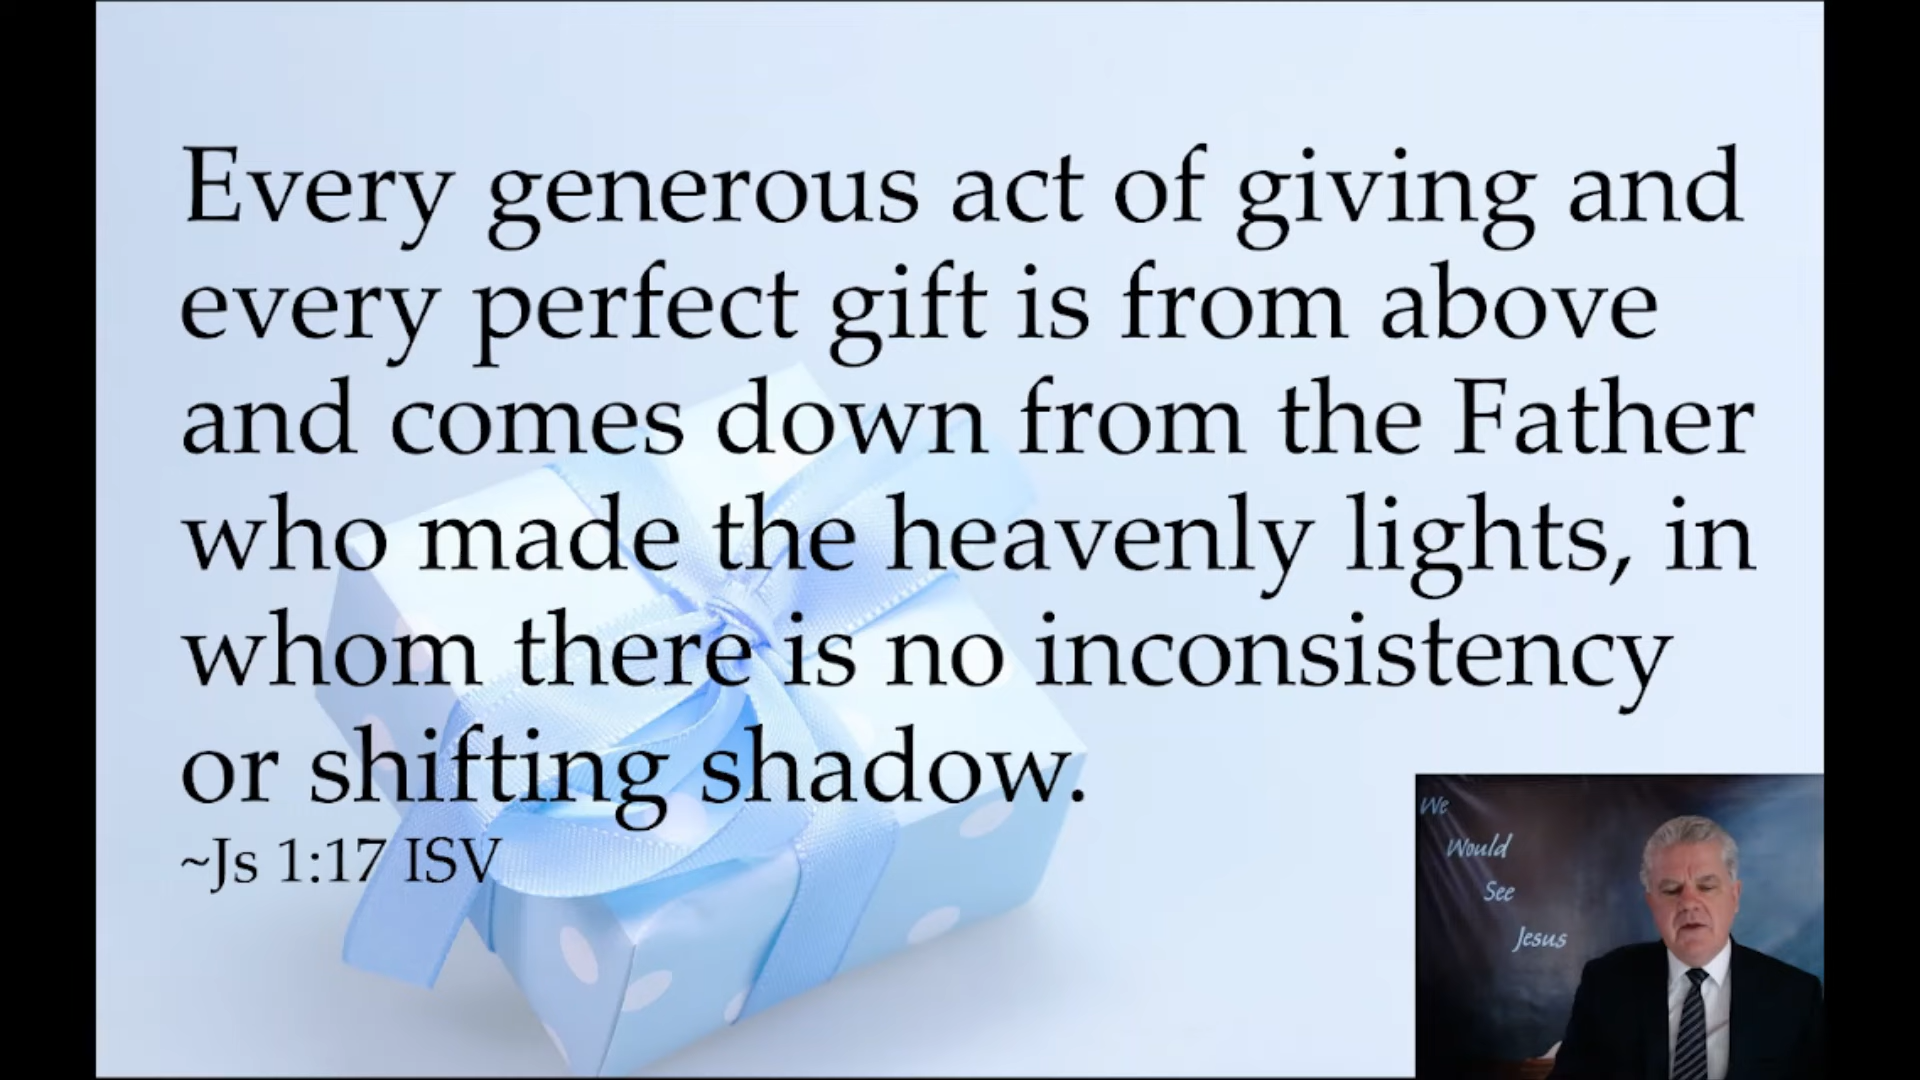 Every generous act of giving and
every perfect gift is from above
and comes down from the Father
who made the heavenly lights, in
whom there is no inconsistency
or shifting shadow.
~Js 1:17 ISV
We
Would
See
Jesus